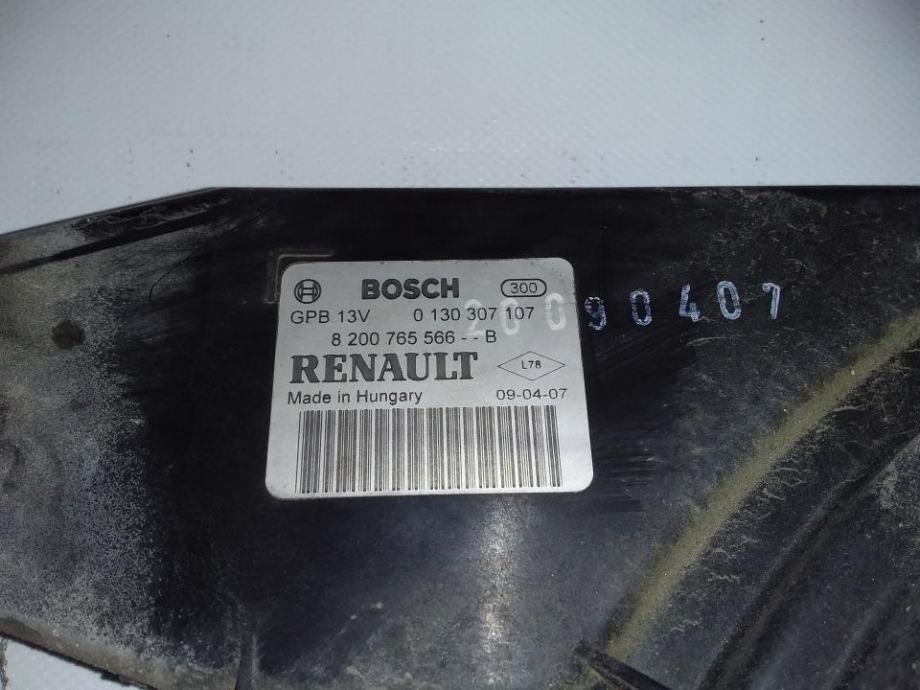 BOSCH 300
GPB 13V 0 130 307 107
20090407
8 200 765 566 - - B
RENAULT L78
Made in Hungary 09-04-07